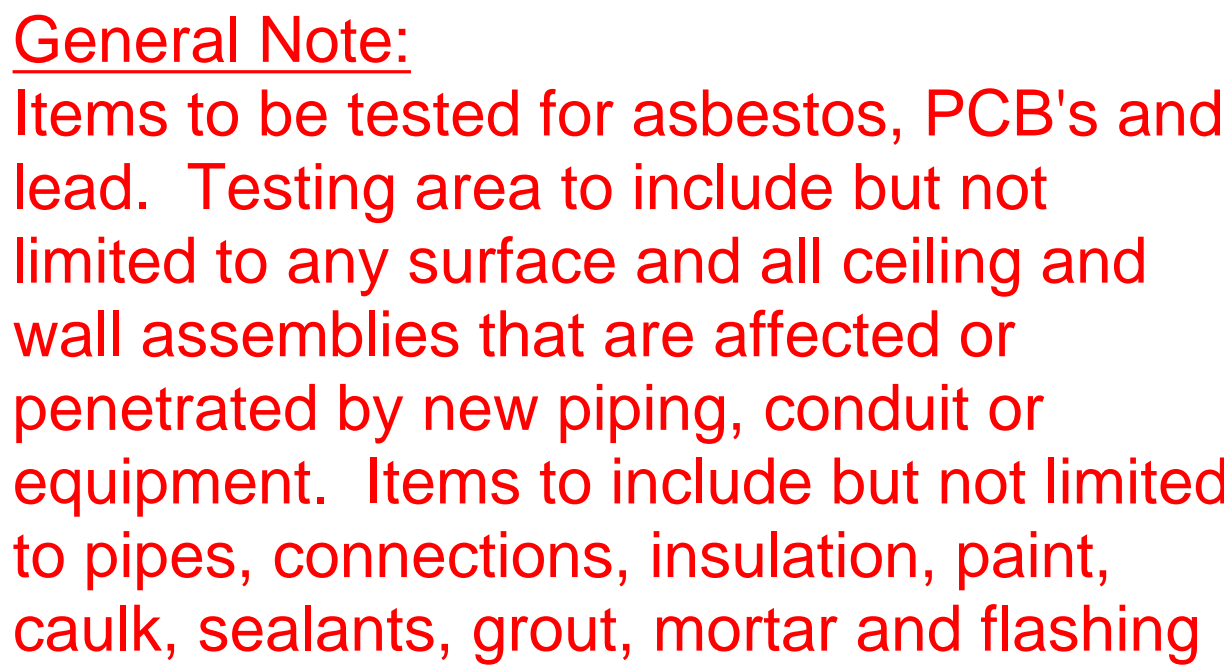 General Note:
Items to be tested for asbestos, PCB's and
lead.  Testing area to include but not
limited to any surface and all ceiling and
wall assemblies that are affected or
penetrated by new piping, conduit or
equipment.  Items to include but not limited
to pipes, connections, insulation, paint,
caulk, sealants, grout, mortar and flashing